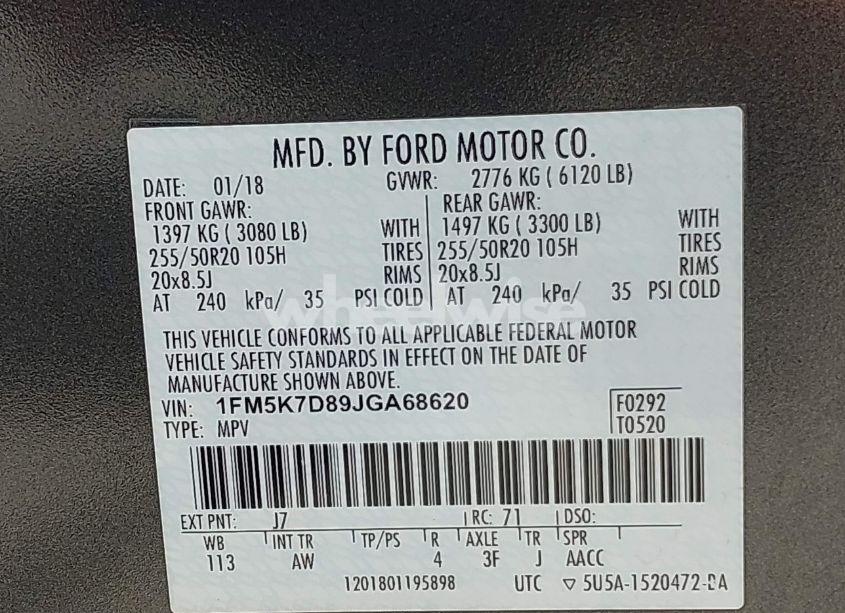 MFD. BY FORD MOTOR CO.
DATE: 01/18 GVWR: 2776 KG ( 6120 LB)
FRONT GAWR: REAR GAWR:
1397 KG ( 3080 LB) WITH 1497 KG ( 3300 LB) WITH
255/50R20 105H TIRES 255/50R20 105H TIRES
20x8.5J RIMS 20x8.5J RIMS
AT 240 kPa/ 35 PSI COLD AT 240 kPa/ 35 PSI COLD
wheelwise
THIS VEHICLE CONFORMS TO ALL APPLICABLE FEDERAL MOTOR
VEHICLE SAFETY STANDARDS IN EFFECT ON THE DATE OF
MANUFACTURE SHOWN ABOVE.
VIN: 1FM5K7D89JGA68620 F0292
TYPE: MPV T0520
EXT PNT: J7 RC: 71 DSO:
WB INT TR TP/PS R AXLE TR SPR
113 AW 4 3F J AACC
1201801195898 UTC ▽ 5U5A-1520472-BA